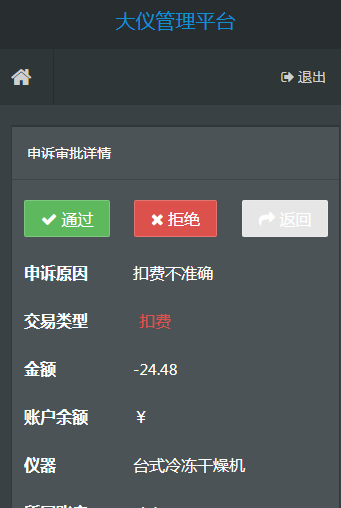 大仪管理平台
退出
申诉审批详情
通过 拒绝 返回
申诉原因 扣费不准确
交易类型 扣费
金额 -24.48
账户余额 ¥
仪器 台式冷冻干燥机